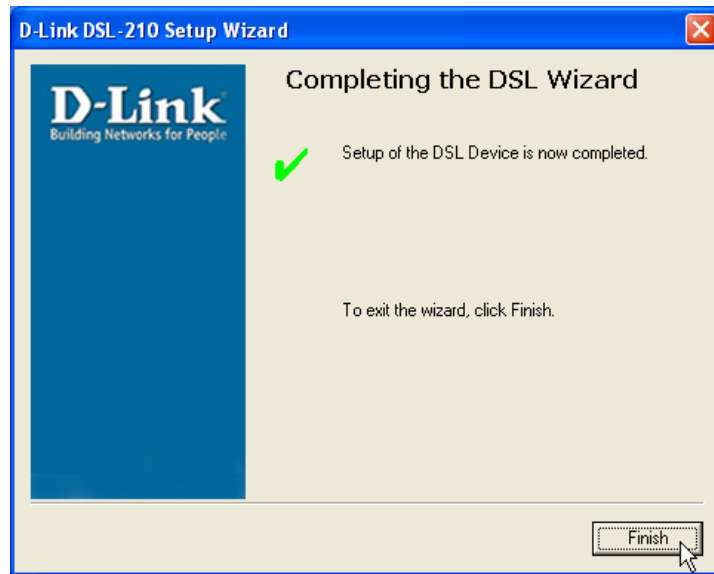 D-Link DSL-210 Setup Wizard
D-Link
Building Networks for People
Completing the DSL Wizard
Setup of the DSL Device is now completed.
To exit the wizard, click Finish.
Finish